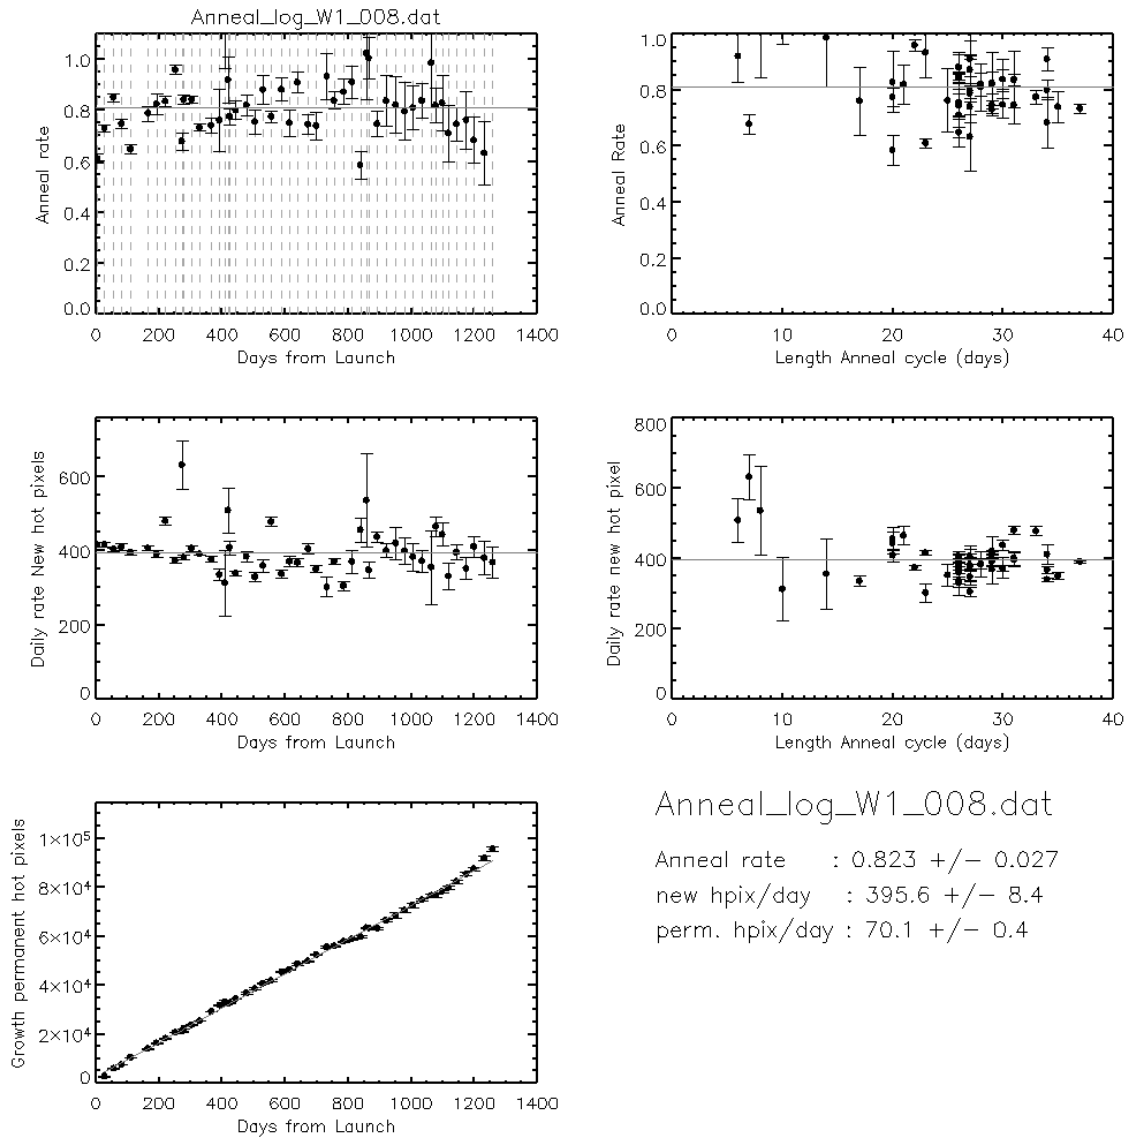 Anneal_log_W1_008.dat
Anneal rate
1.0
0.8
0.6
0.4
0.2
0.0
0 200 400 600 800 1000 1200 1400
Days from Launch
Anneal Rate
1.0
0.8
0.6
0.4
0.2
0.0
0 10 20 30 40
Length Anneal cycle (days)
Daily rate New hot pixels
600
400
200
0
0 200 400 600 800 1000 1200 1400
Days from Launch
Daily rate new hot pixel
800
600
400
200
0
0 10 20 30 40
Length Anneal cycle (days)
Growth permanent hot pixels
1×10⁵
8×10⁴
6×10⁴
4×10⁴
2×10⁴
0
0 200 400 600 800 1000 1200 1400
Days from Launch
Anneal_log_W1_008.dat
Anneal rate : 0.823 +/− 0.027
new hpix/day : 395.6 +/− 8.4
perm. hpix/day : 70.1 +/− 0.4